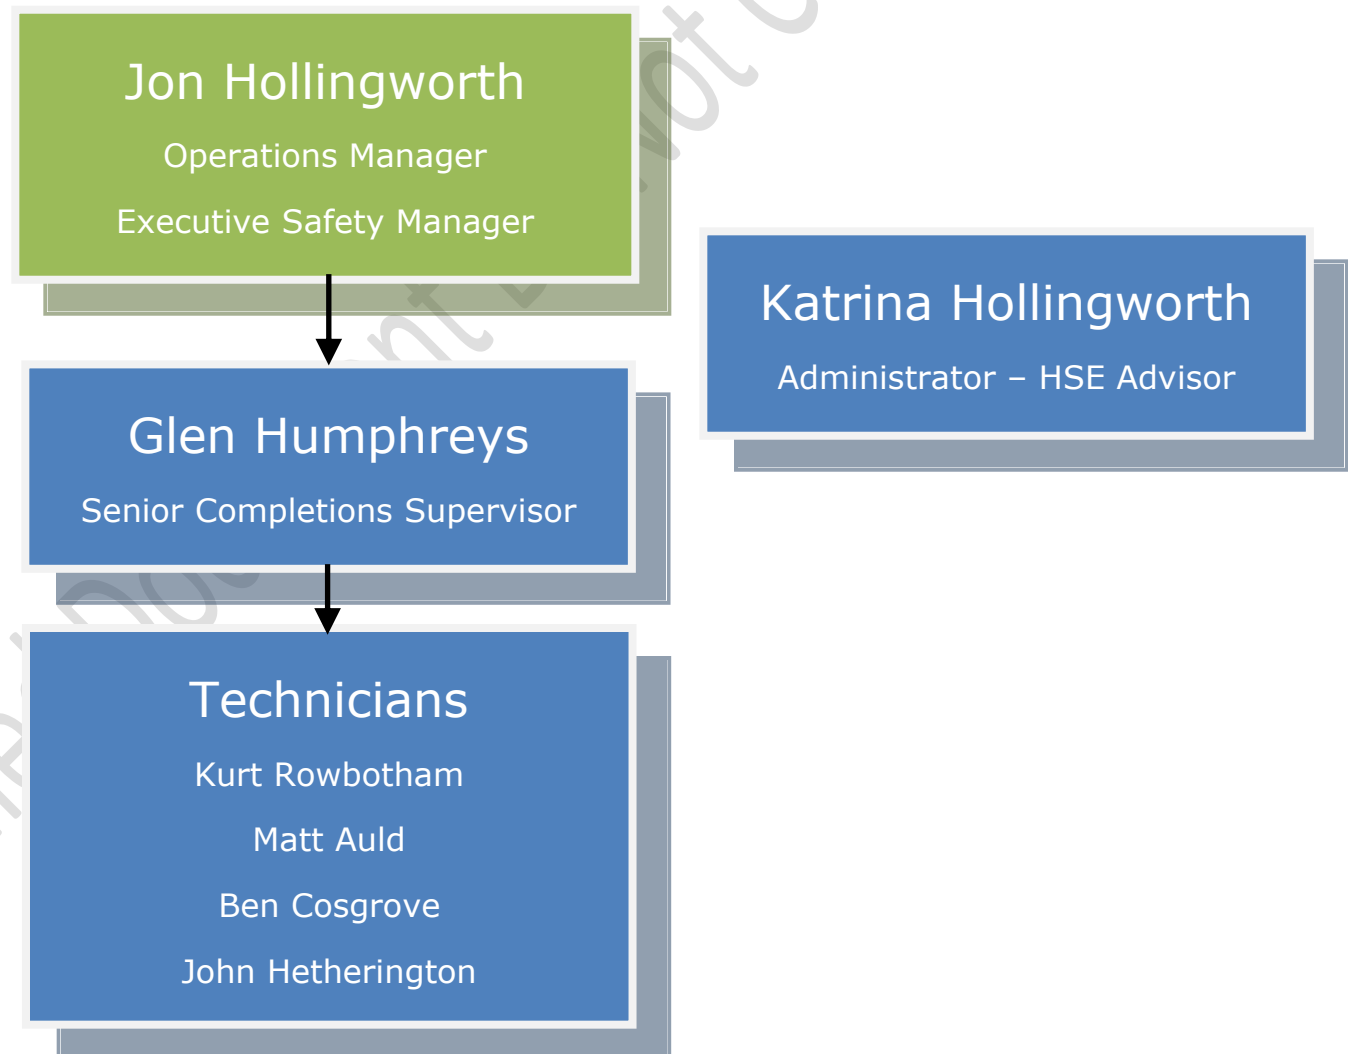 Jon Hollingworth
Operations Manager
Executive Safety Manager
Katrina Hollingworth
Administrator – HSE Advisor
Glen Humphreys
Senior Completions Supervisor
Technicians
Kurt Rowbotham
Matt Auld
Ben Cosgrove
John Hetherington